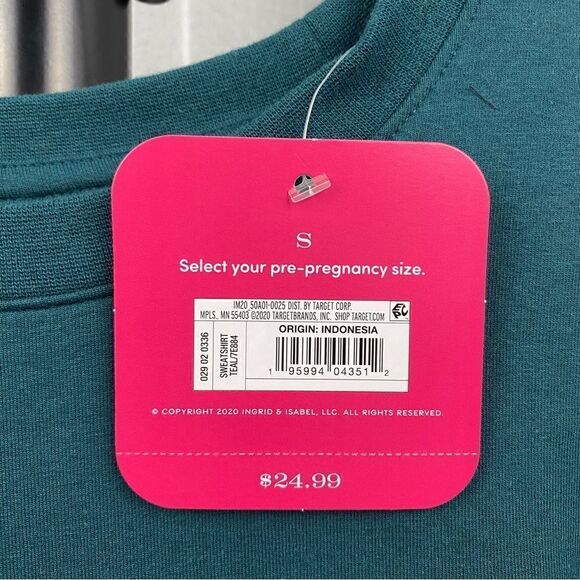 S
Select your pre-pregnancy size.
IM20_50A01-0025 DIST. BY TARGET CORP.
MPLS., MN 55403 ©2020 TARGETBRANDS, INC. SHOP TARGET.COM
029 02 0336
SWEATSHIRT
TEAL/7E884
ORIGIN: INDONESIA
1 95994 04351 2
© COPYRIGHT 2020 INGRID & ISABEL, LLC. ALL RIGHTS RESERVED.
$24.99